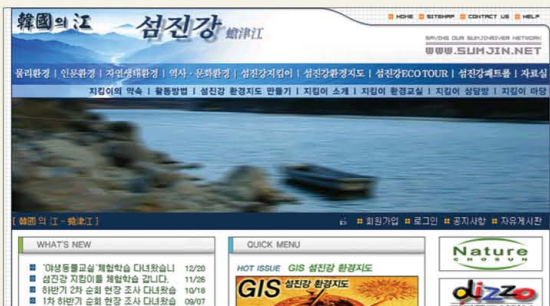 韓國의 江 섬진강 蟾津江
HOME SITEMAP CONTACT US HELP
SAVING OUR SUMJINRIVER NETWORK
WWW.SUMJIN.NET
물리환경 | 인문환경 | 자연생태환경 | 역사 · 문화환경 | 섬진강지킴이 | 섬진강환경지도 | 섬진강ECO TOUR | 섬진강패트롤 | 자료실
지킴이의 약속 | 활동방법 | 섬진강 환경지도 만들기 | 지킴이 소개 | 지킴이 환경교실 | 지킴이 상담방 | 지킴이 마당
[ 韓國 의 江 - 蟾津江 ] 회원가입 로그인 공지사항 자유게시판
WHAT'S NEW
'야생동물교실'체험학습 다녀왔습니 12/20
섬진강 지킴이를 체험학습 갑니다. 11/26
하반기 2차 순회 현장 조사 다녀왔습 10/16
1차 하반기 순회 현장 조사 다녀왔습 09/07
QUICK MENU
HOT ISSUE GIS 섬진강 환경지도
GIS 섬진강 환경지도
Nature
CHOSUN
dizzo